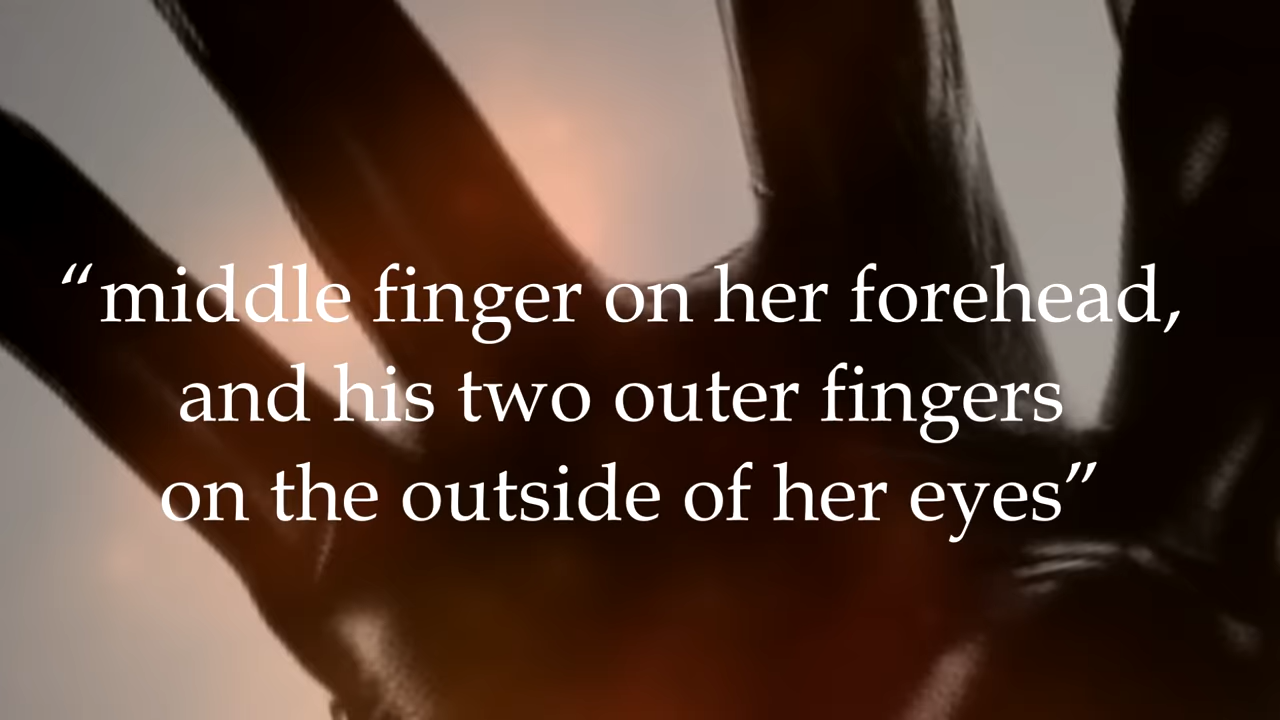 “middle finger on her forehead,
and his two outer fingers
on the outside of her eyes”